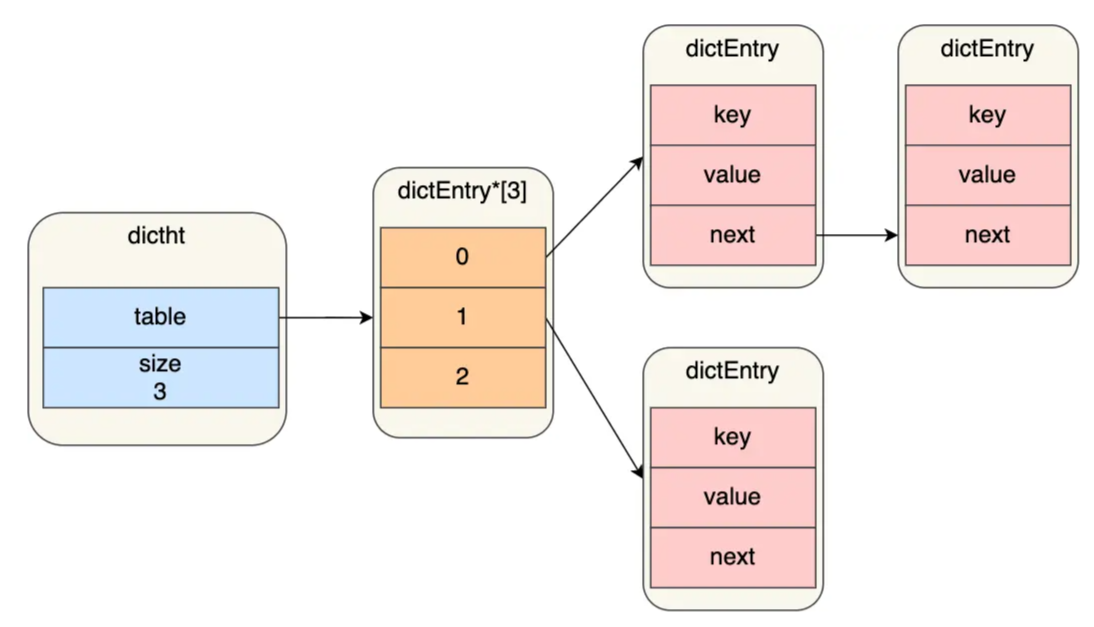 dictht
table
size
3
dictEntry*[3]
0
1
2
dictEntry
key
value
next
dictEntry
key
value
next
dictEntry
key
value
next